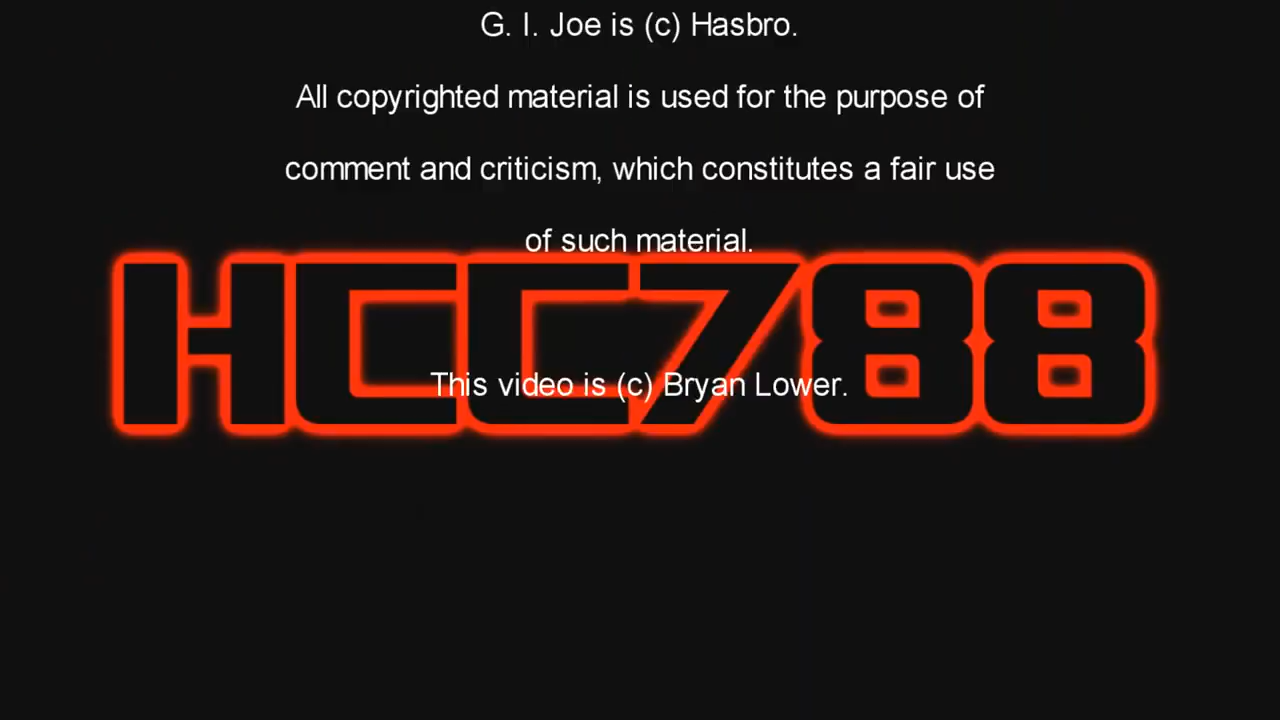 G. I. Joe is (c) Hasbro.
All copyrighted material is used for the purpose of
comment and criticism, which constitutes a fair use
of such material.
HCC788
This video is (c) Bryan Lower.